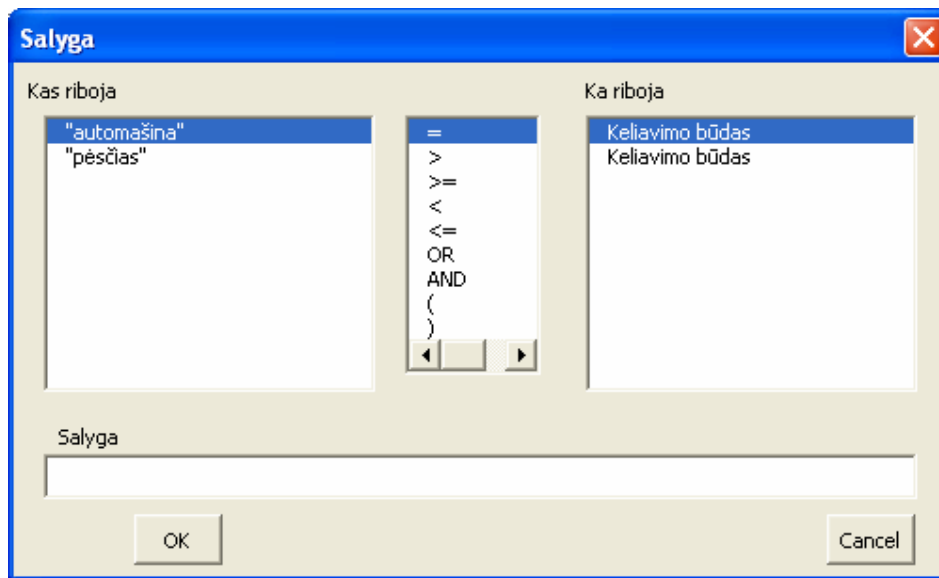 Salyga
Kas riboja
Ka riboja
"automašina"
"pėsčias"
=
>
>=
<
<=
OR
AND
(
)
Keliavimo būdas
Keliavimo būdas
Salyga
OK
Cancel